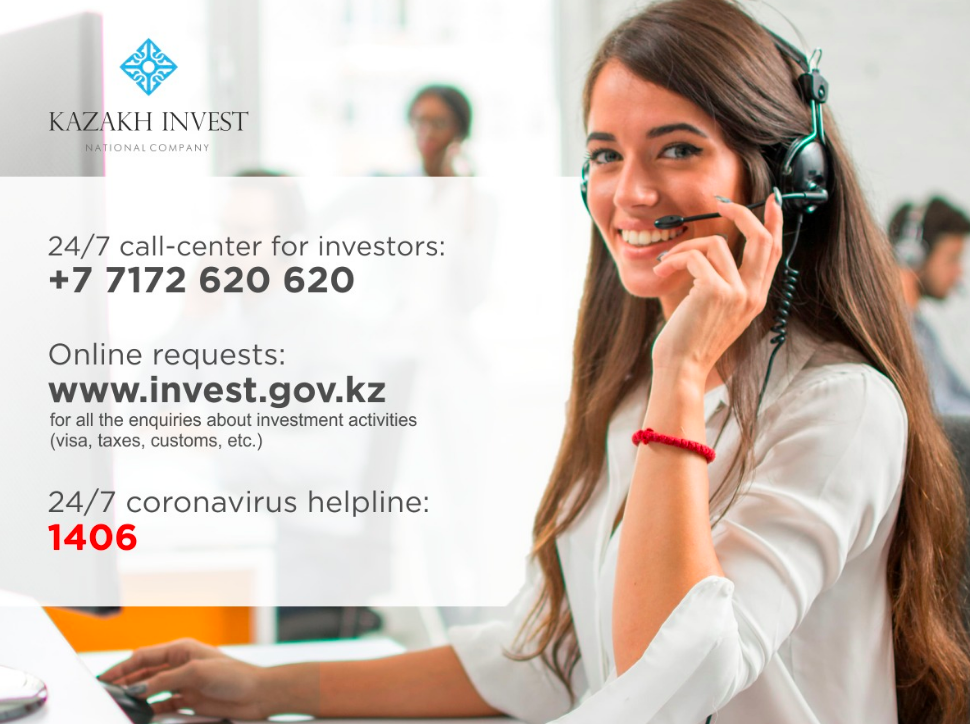 KAZAKH INVEST
NATIONAL COMPANY
24/7 call-center for investors:
+7 7172 620 620
Online requests:
www.invest.gov.kz
for all the enquiries about investment activities
(visa, taxes, customs, etc.)
24/7 coronavirus helpline:
1406